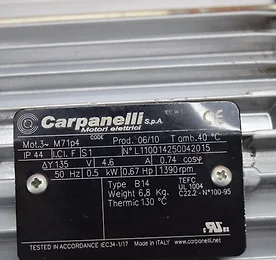 Carpanelli S.p.A.
Motori elettrici
Mot.3~ M71p4 CODE Prod. 06/10 T amb. 40 °C
IP 44 I.Cl. F S1 N° L110014250042015
ΔY 135 V 4.6 A 0.74 cosφ
50 Hz 0.5 kW 0.67 Hp 1390 rpm
Type B14
Weight 6,8 Kg.
Thermic 130 °C
TEFC
UL 1004
C22.2 - N°100-95
TESTED IN ACCORDANCE IEC34-1/17 Made in ITALY www.carpanelli.net